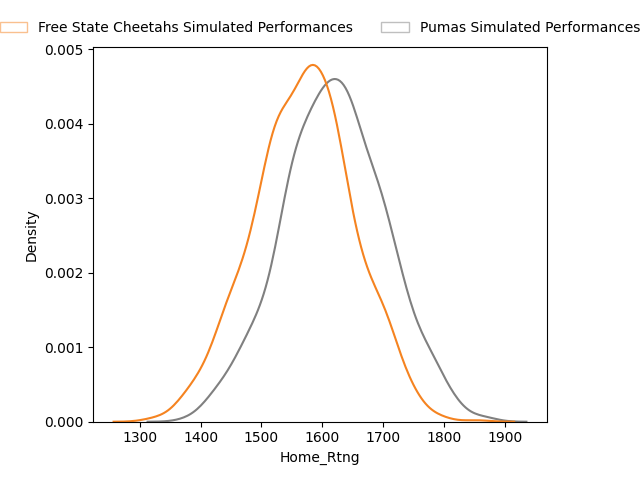 Free State Cheetahs Simulated Performances Pumas Simulated Performances
0.005
0.004
0.003
0.002
0.001
0.000
Density
1300 1400 1500 1600 1700 1800 1900
Home_Rtng